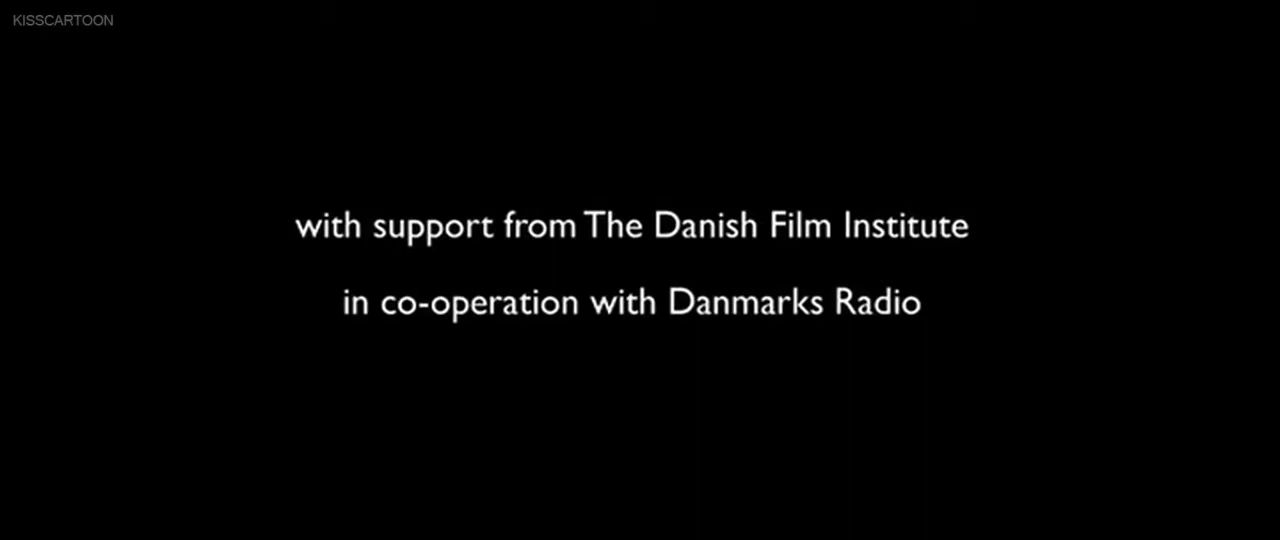 KISSCARTOON
with support from The Danish Film Institute
in co-operation with Danmarks Radio